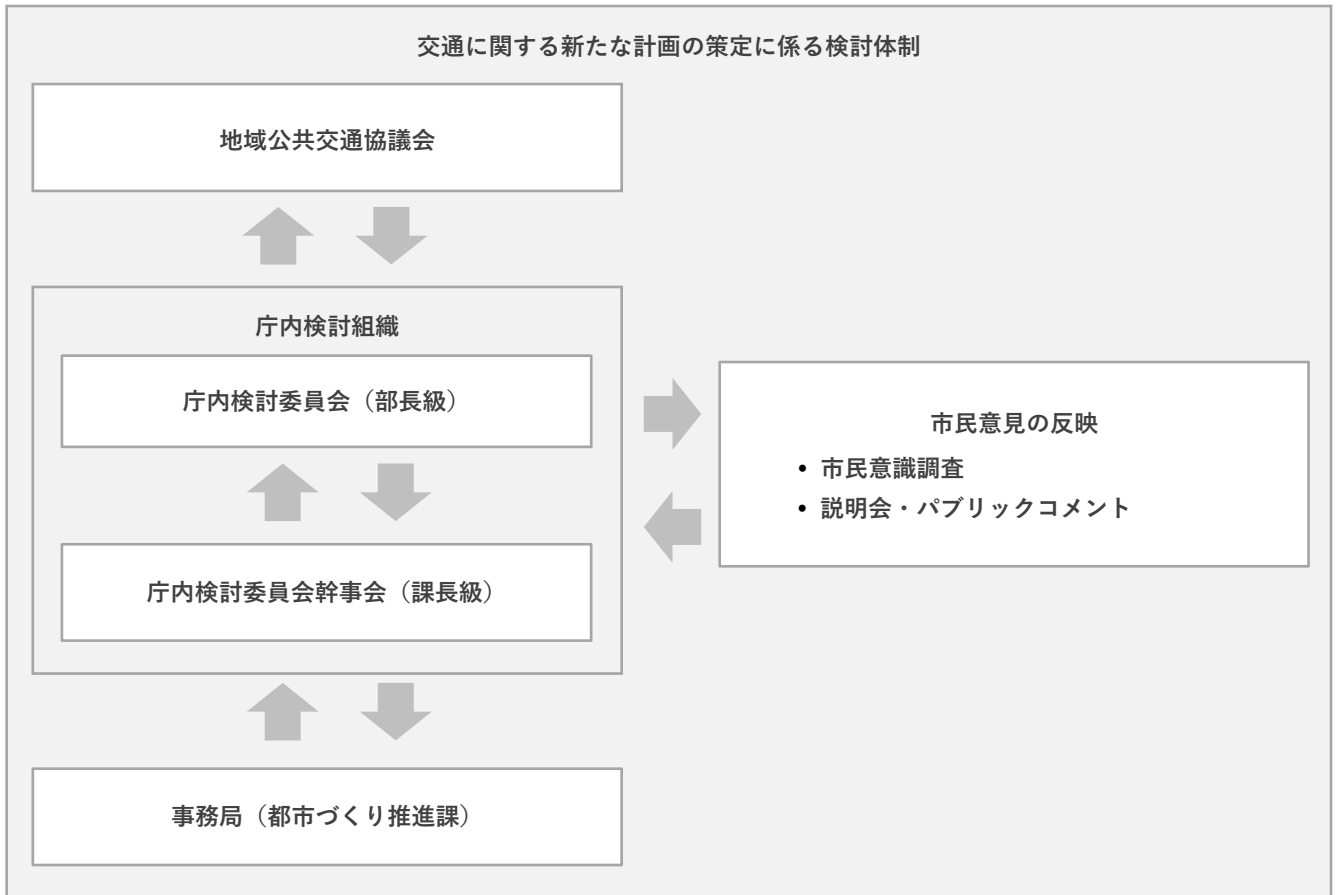 交通に関する新たな計画の策定に係る検討体制
地域公共交通協議会
庁内検討組織
庁内検討委員会（部長級）
庁内検討委員会幹事会（課長級）
事務局（都市づくり推進課）
市民意見の反映
• 市民意識調査
• 説明会・パブリックコメント